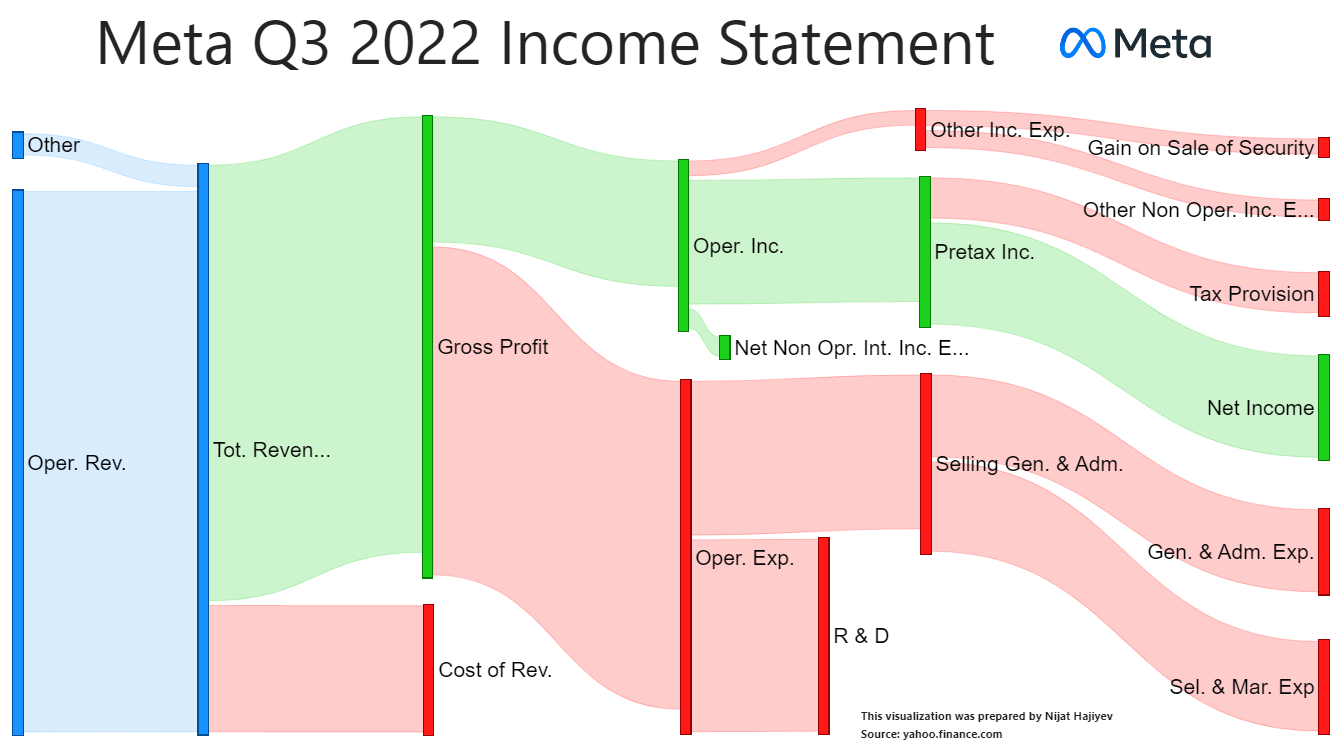 Meta Q3 2022 Income Statement
Meta
Other
Oper. Rev.
Tot. Reven...
Gross Profit
Cost of Rev.
Oper. Inc.
Net Non Opr. Int. Inc. E...
Oper. Exp.
R & D
Other Inc. Exp.
Pretax Inc.
Selling Gen. & Adm.
Gain on Sale of Security
Other Non Oper. Inc. E...
Tax Provision
Net Income
Gen. & Adm. Exp.
Sel. & Mar. Exp
This visualization was prepared by Nijat Hajiyev
Source: yahoo.finance.com